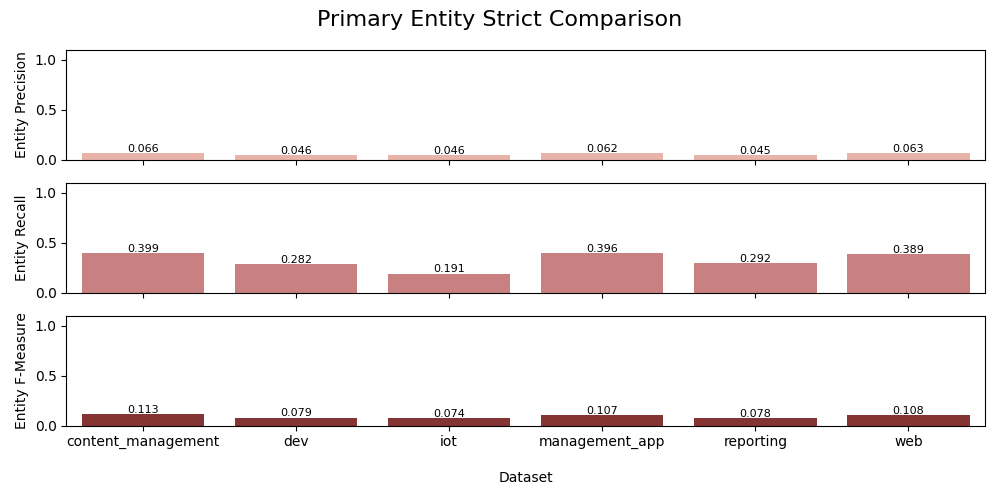 Primary Entity Strict Comparison
Entity Precision
1.0
0.5
0.0
0.066 0.046 0.046 0.062 0.045 0.063
Entity Recall
1.0
0.5
0.0
0.399 0.282 0.191 0.396 0.292 0.389
Entity F-Measure
1.0
0.5
0.0
0.113 0.079 0.074 0.107 0.078 0.108
content_management dev iot management_app reporting web
Dataset